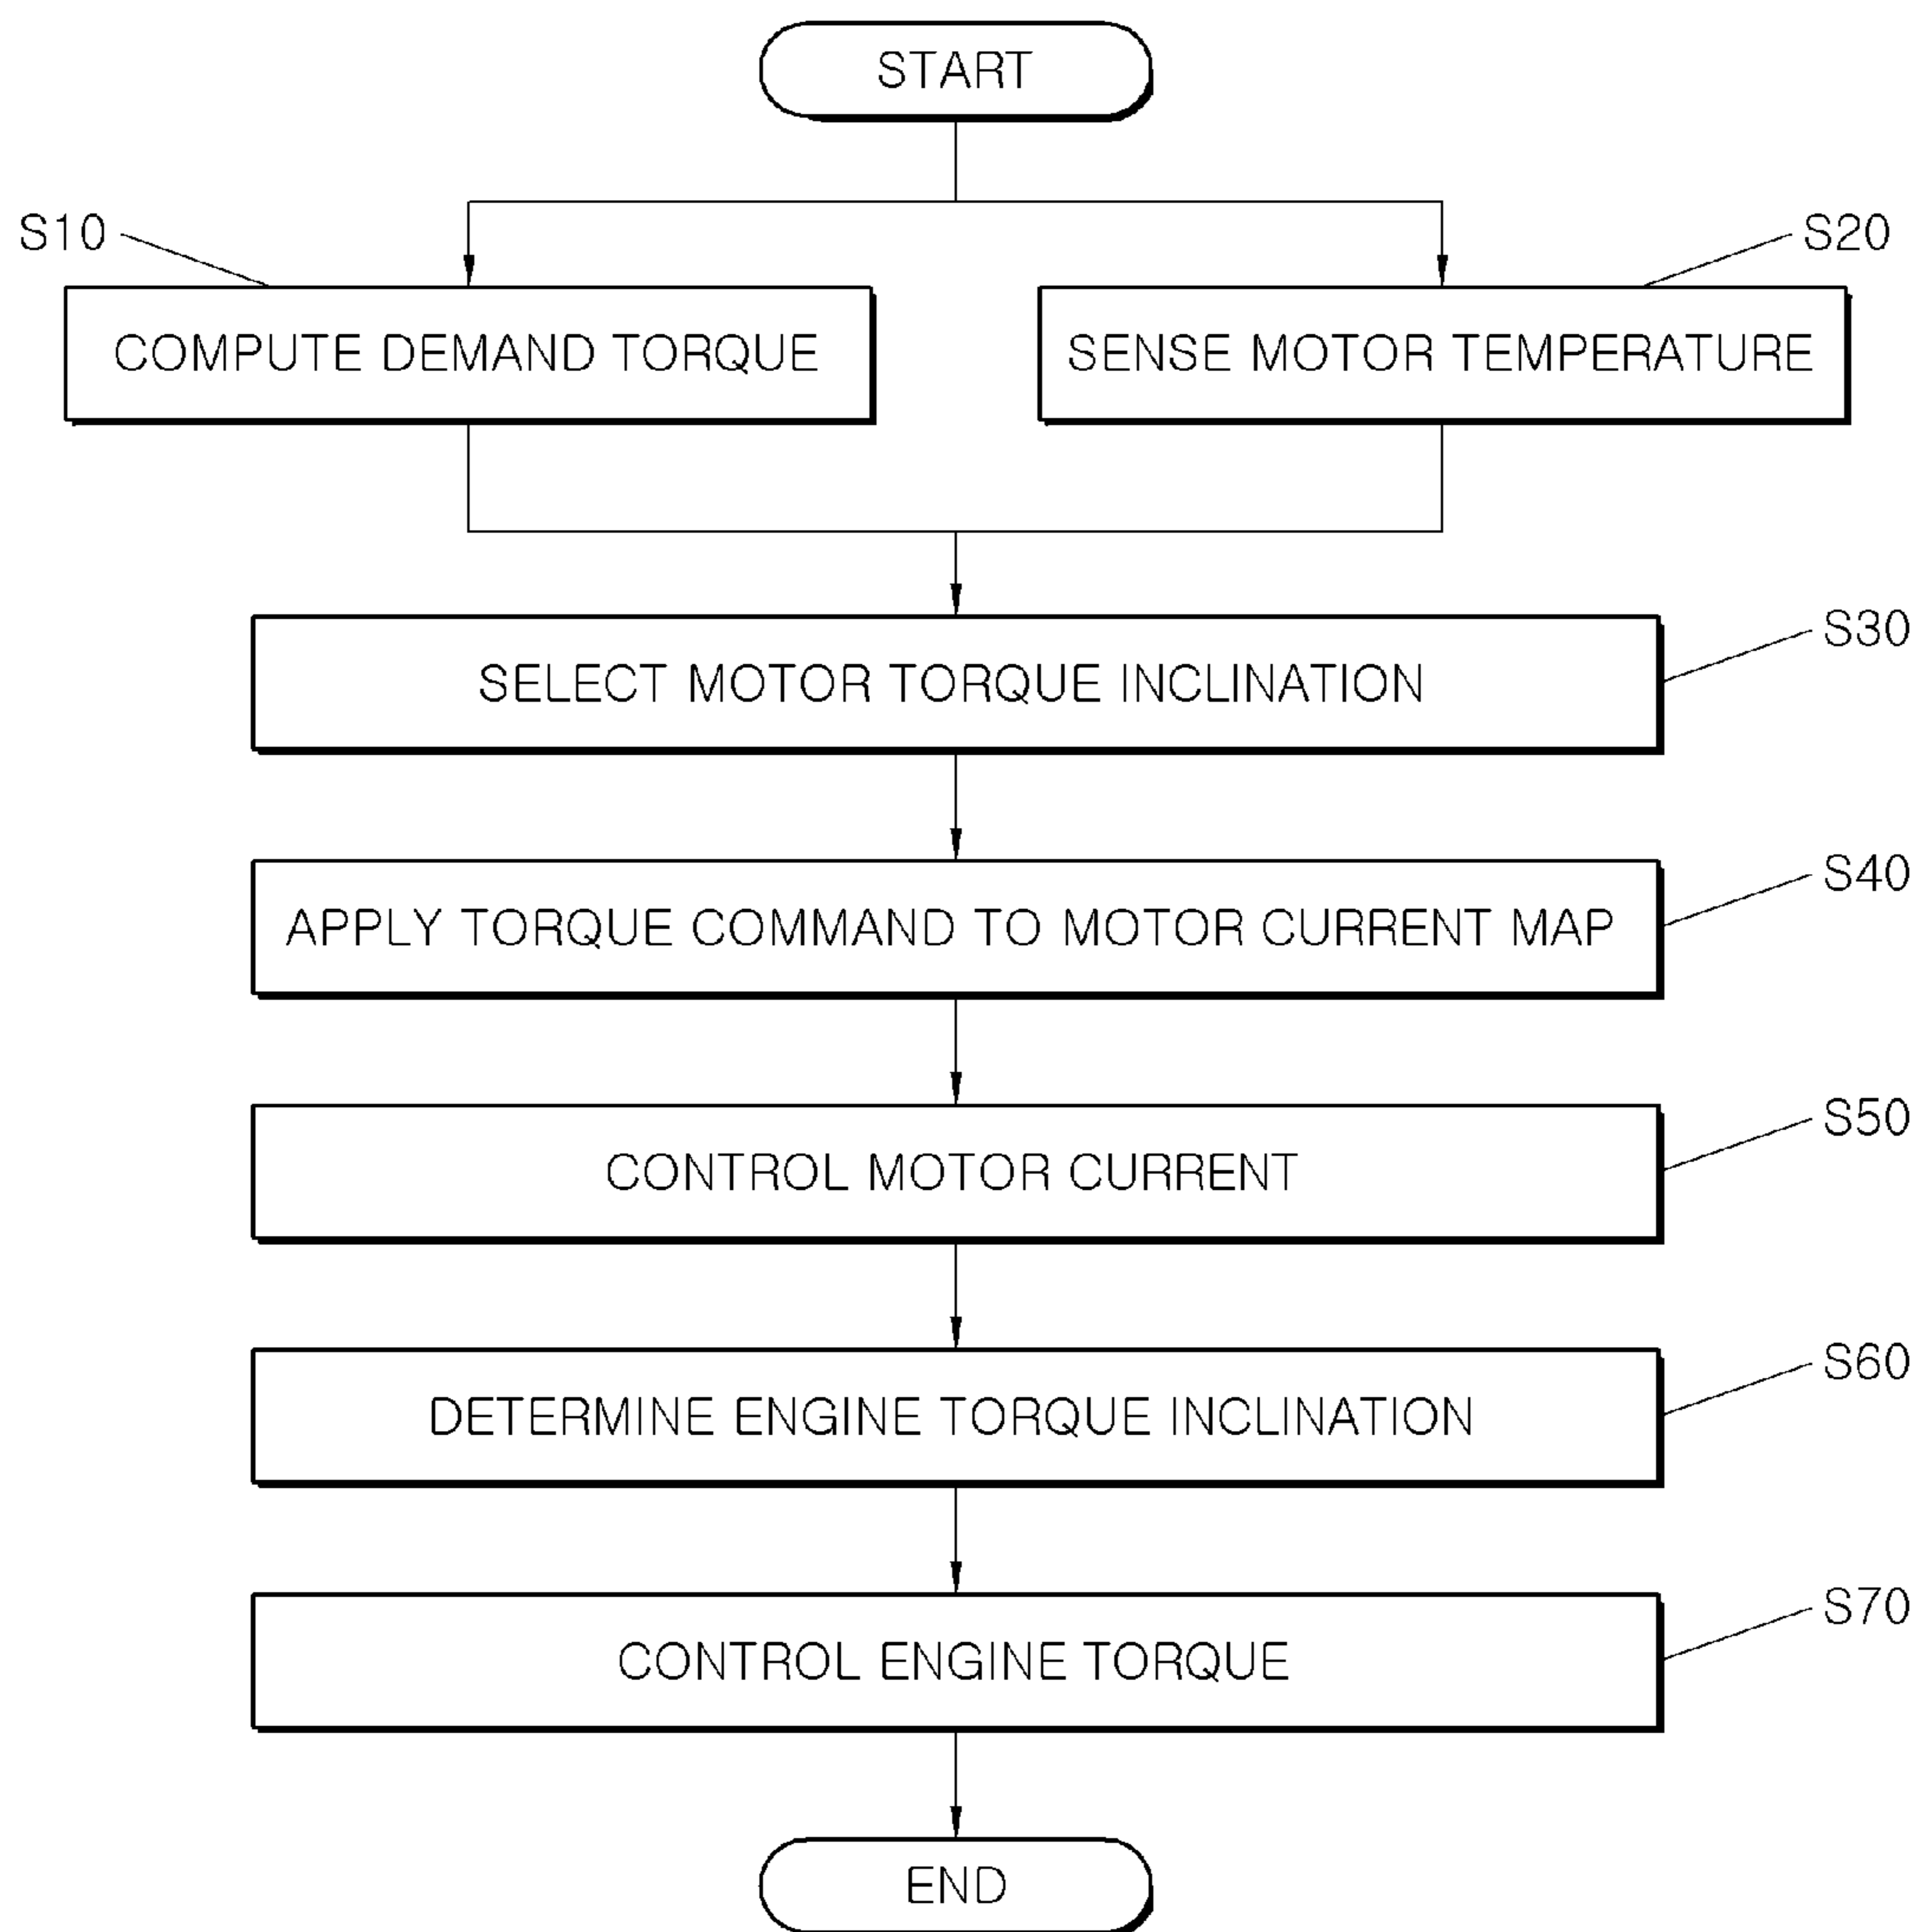 START
S10
S20
COMPUTE DEMAND TORQUE
SENSE MOTOR TEMPERATURE
S30
SELECT MOTOR TORQUE INCLINATION
S40
APPLY TORQUE COMMAND TO MOTOR CURRENT MAP
S50
CONTROL MOTOR CURRENT
S60
DETERMINE ENGINE TORQUE INCLINATION
S70
CONTROL ENGINE TORQUE
END